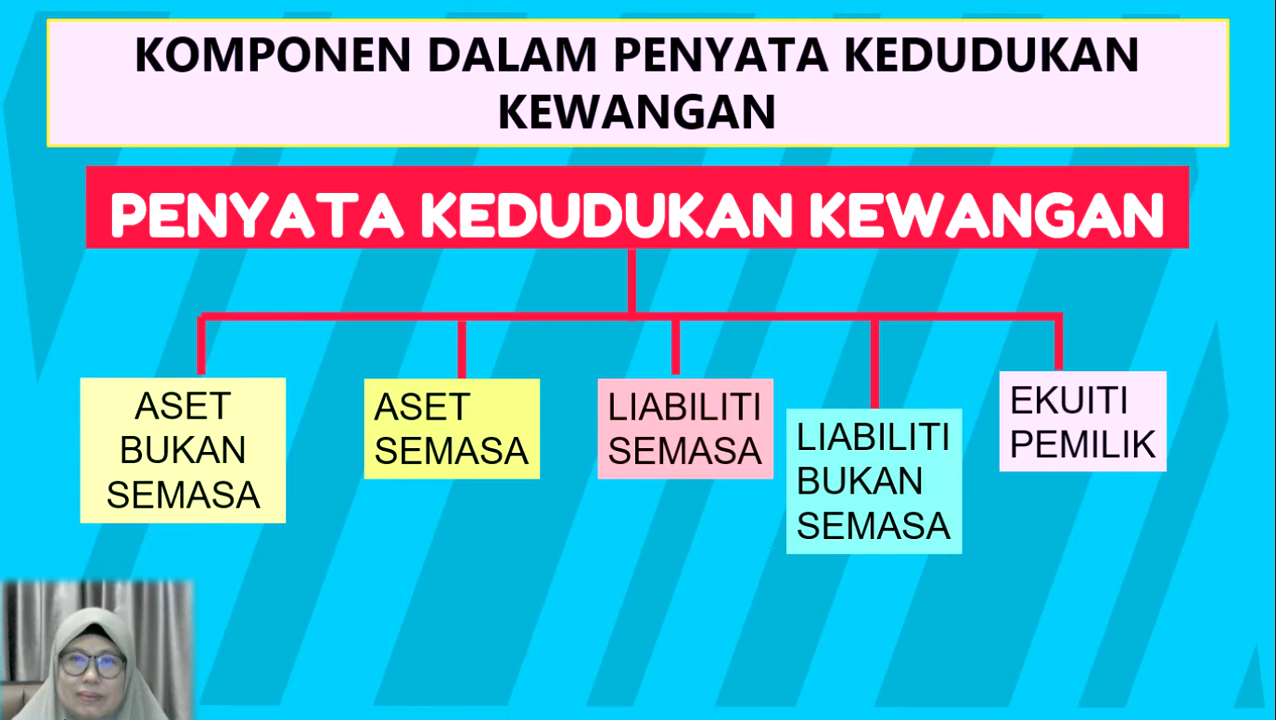 KOMPONEN DALAM PENYATA KEDUDUKAN
KEWANGAN
PENYATA KEDUDUKAN KEWANGAN
ASET
BUKAN
SEMASA
ASET
SEMASA
LIABILITI
SEMASA
LIABILITI
BUKAN
SEMASA
EKUITI
PEMILIK